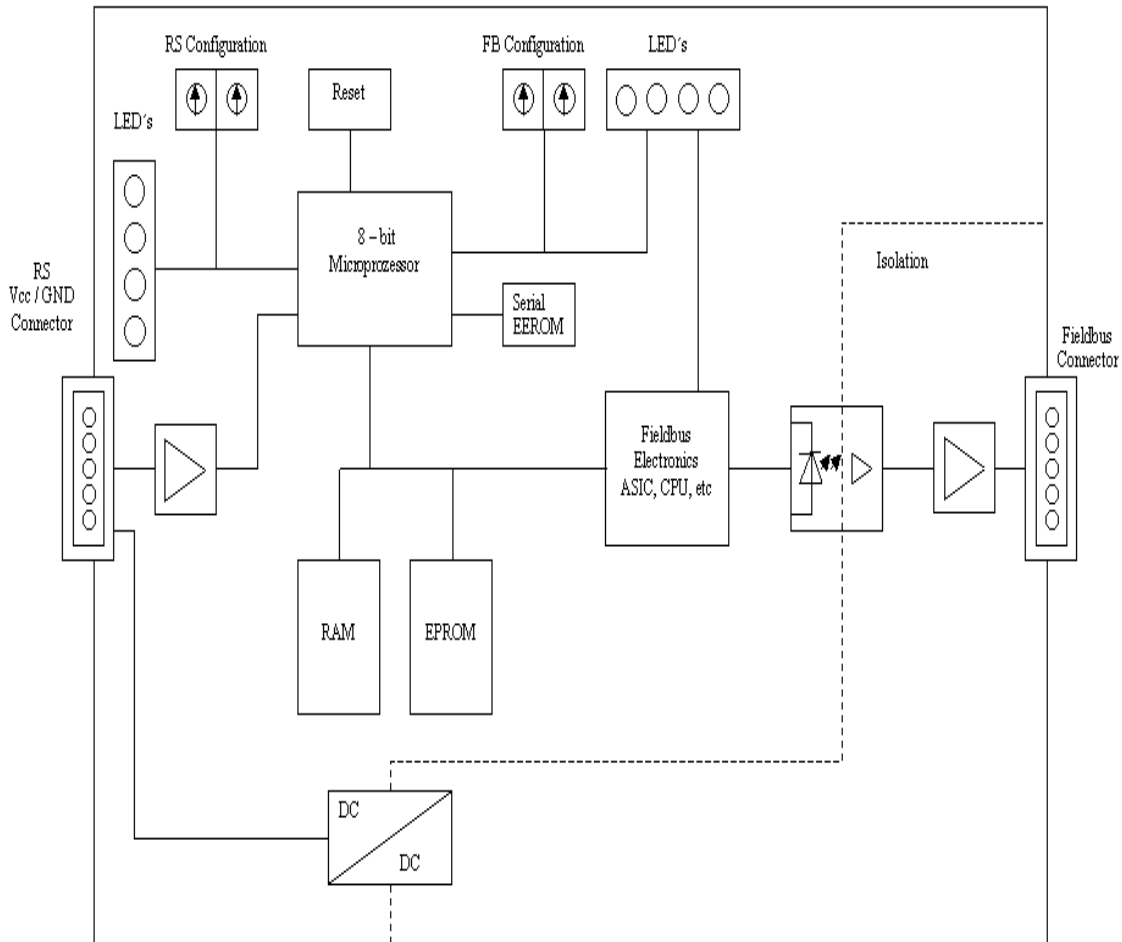 RS Configuration
FB Configuration
LED´s
Reset
LED´s
8 – bit
Microprozessor
Isolation
RS
Vcc / GND
Connector
Serial
EEROM
Fieldbus
Connector
Fieldbus
Electronics
ASIC, CPU, etc
RAM
EPROM
DC
DC